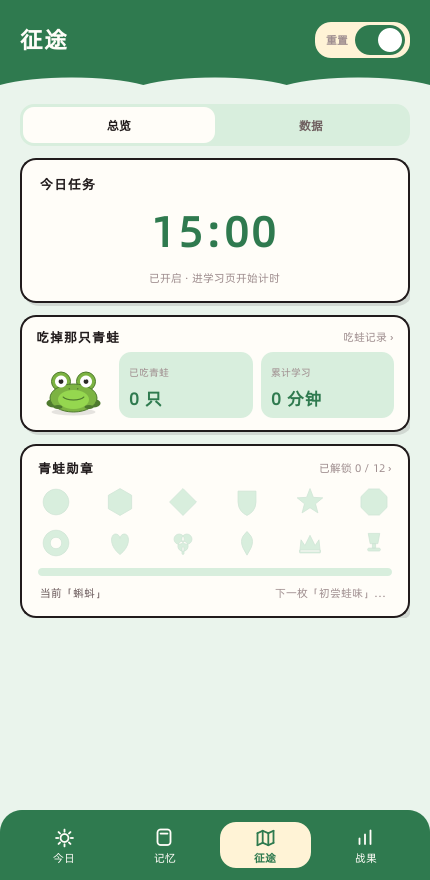 征途
重置
总览
数据
今日任务
15:00
已开启 · 进学习页开始计时
吃掉那只青蛙
吃蛙记录 ›
已吃青蛙
0 只
累计学习
0 分钟
青蛙勋章
已解锁 0 / 12 ›
当前「蝌蚪」
下一枚「初尝蛙味」...
今日
记忆
征途
战果